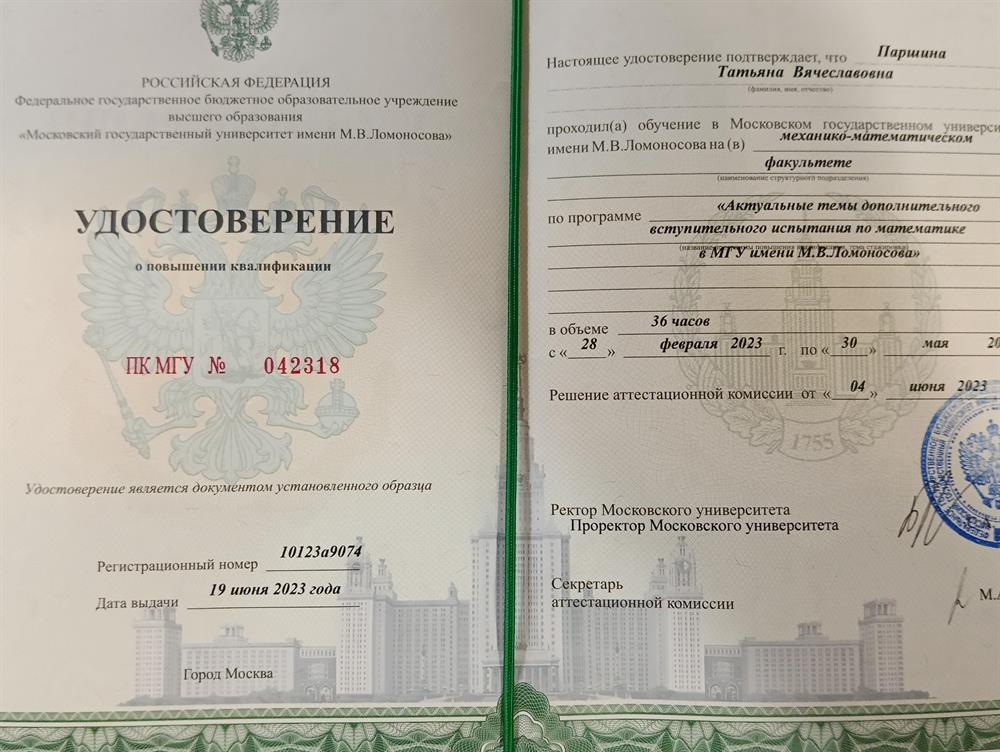 РОССИЙСКАЯ ФЕДЕРАЦИЯ
Федеральное государственное бюджетное образовательное учреждение
высшего образования
«Московский государственный университет имени М.В.Ломоносова»
УДОСТОВЕРЕНИЕ
о повышении квалификации
ПК МГУ № 042318
Удостоверение является документом установленного образца
Регистрационный номер 10123а9074
Дата выдачи 19 июня 2023 года
Город Москва
Настоящее удостоверение подтверждает, что Паршина
Татьяна Вячеславовна
(фамилия, имя, отчество)
проходил(а) обучение в Московском государственном универси
имени М.В.Ломоносова на (в) механико-математическом
факультете
(наименование структурного подразделения)
по программе «Актуальные темы дополнительного
вступительного испытания по математике
в МГУ имени М.В.Ломоносова»
в объеме 36 часов
с «28» февраля 2023 г. по «30» мая 20
Решение аттестационной комиссии от «04» июня 2023
1755
Ректор Московского университета
Проректор Московского университета
Секретарь
аттестационной комиссии
М.А